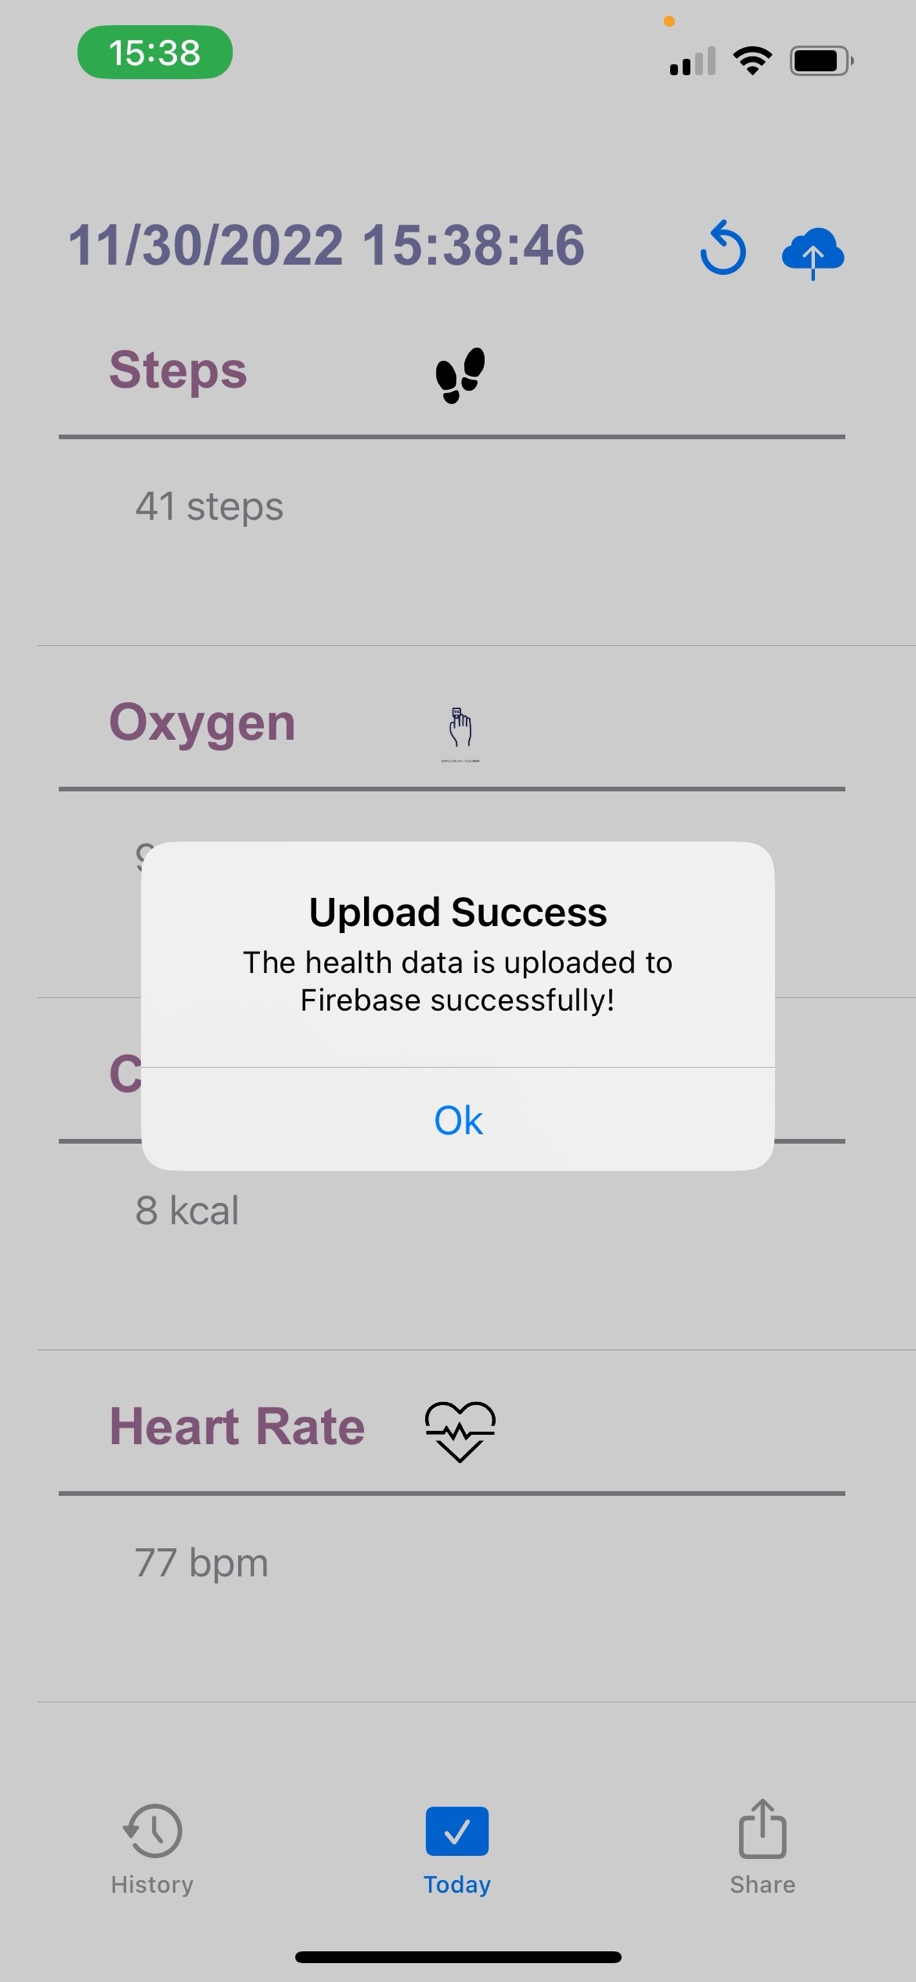 15:38
11/30/2022 15:38:46
Steps
41 steps
Oxygen
9
Upload Success
The health data is uploaded to
Firebase successfully!
C
Ok
8 kcal
Heart Rate
77 bpm
History
Today
Share